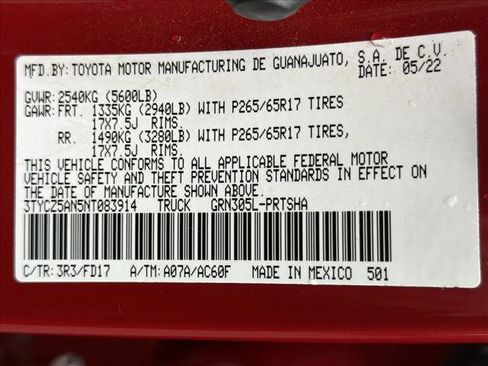 MFD.BY:TOYOTA MOTOR MANUFACTURING DE GUANAJUATO, S.A. DE C.V.
DATE: 05/22
GVWR:2540KG (5600LB)
GAWR:FRT. 1335KG (2940LB) WITH P265/65R17 TIRES
17X7.5J RIMS.
RR. 1490KG (3280LB) WITH P265/65R17 TIRES,
17X7.5J RIMS.
THIS VEHICLE CONFORMS TO ALL APPLICABLE FEDERAL MOTOR
VEHICLE SAFETY AND THEFT PREVENTION STANDARDS IN EFFECT ON
THE DATE OF MANUFACTURE SHOWN ABOVE.
3TYCZ5AN5NT083914 TRUCK GRN305L-PRTSHA
C/TR:3R3/FD17 A/TM:A07A/AC60F MADE IN MEXICO 501